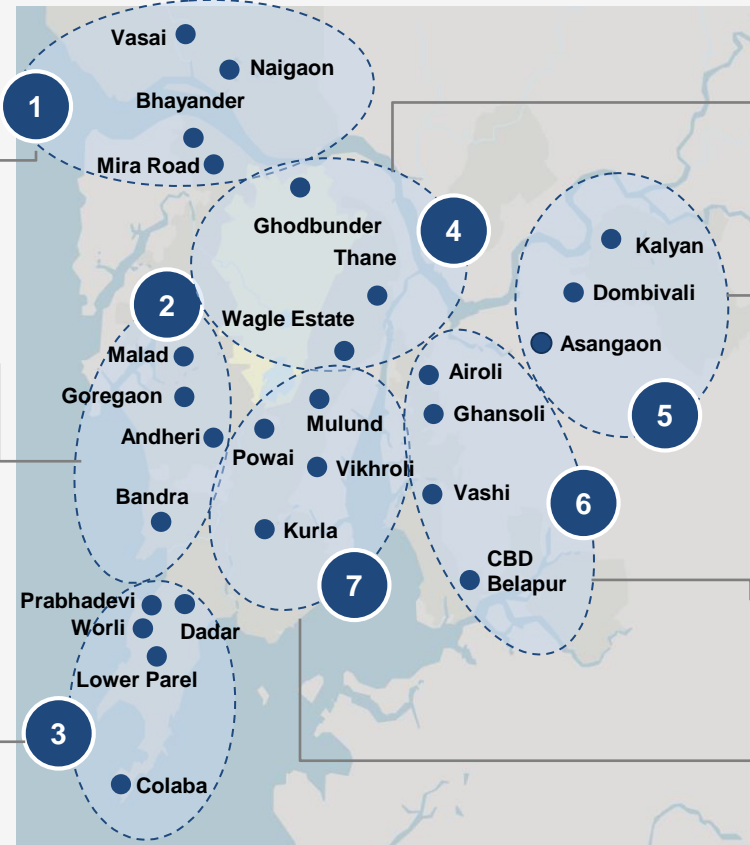 Vasai
Naigaon
1
Bhayander
Mira Road
Ghodbunder
4
Thane
Kalyan
Dombivali
2
Wagle Estate
Asangaon
Malad
Airoli
Goregaon
Ghansoli
5
Mulund
Andheri
Powai
Vikhroli
Vashi
6
Bandra
Kurla
CBD
Belapur
7
Prabhadevi
Dadar
Worli
Lower Parel
3
Colaba